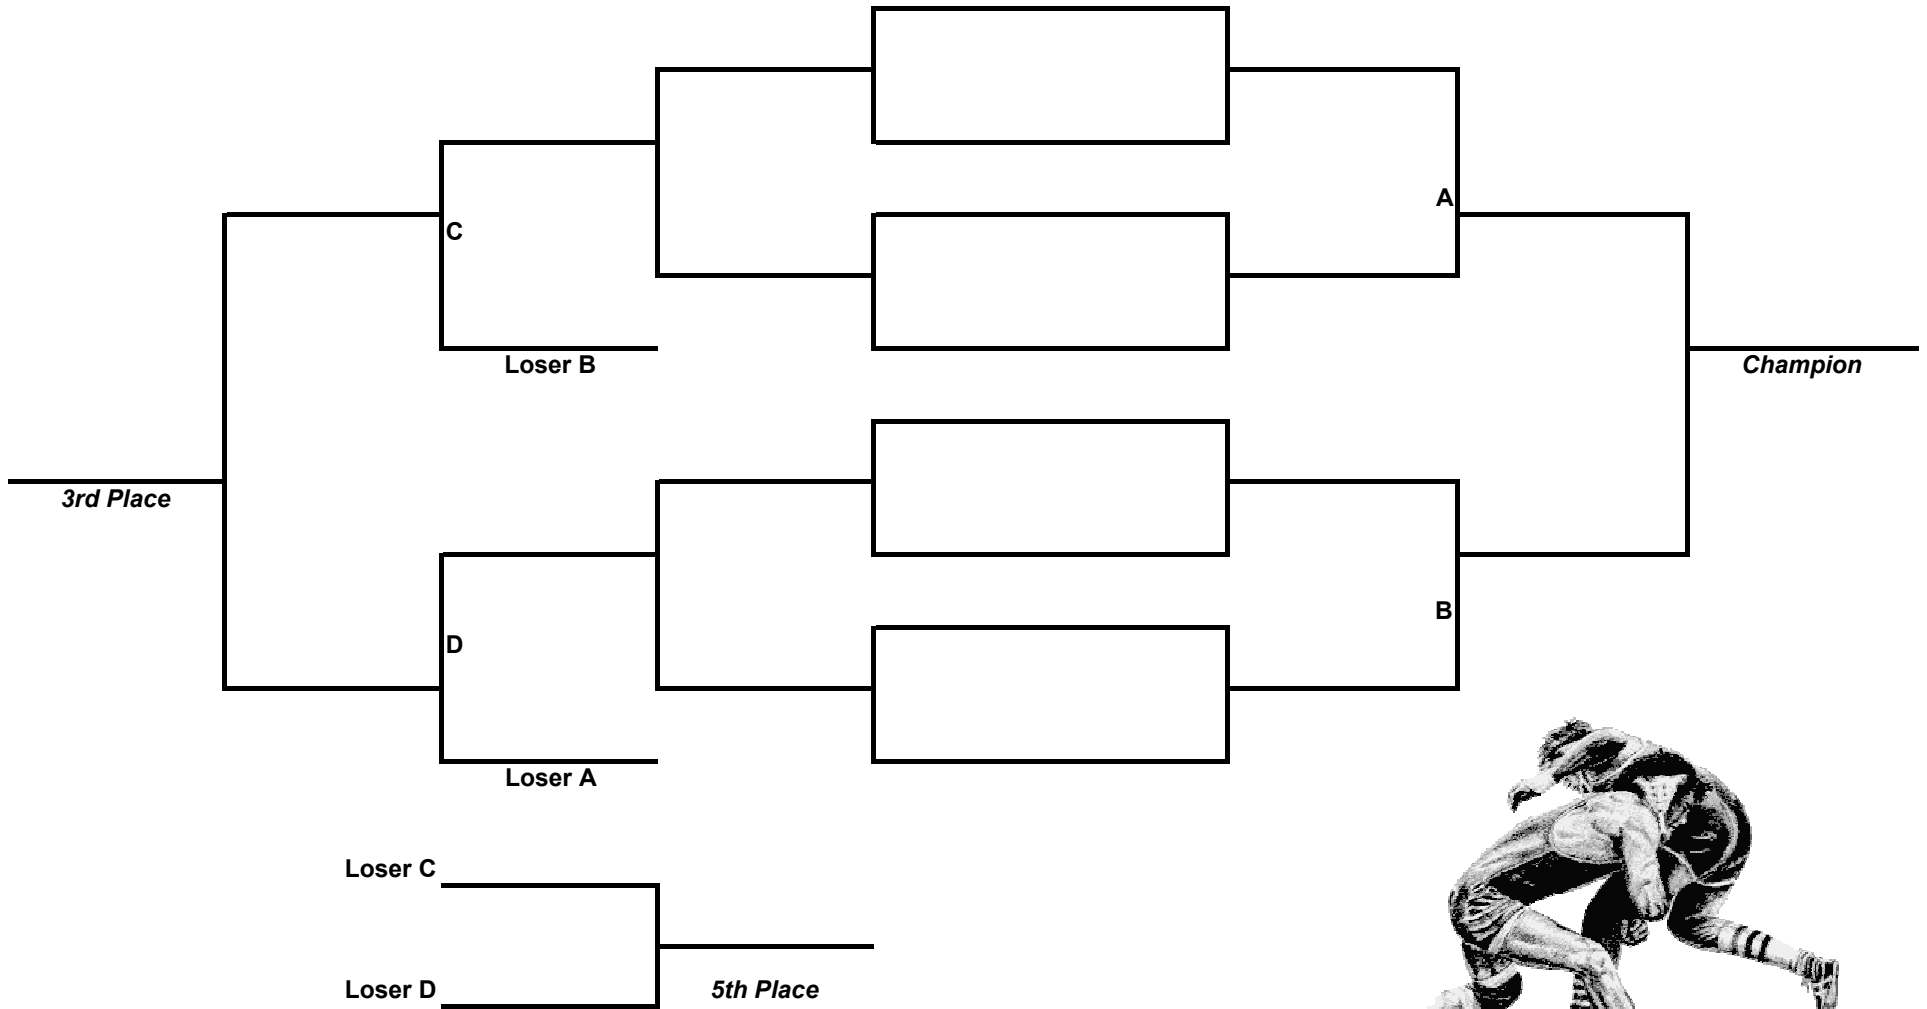 A
C
Loser B
Champion
3rd Place
B
D
Loser A
Loser C
Loser D
5th Place